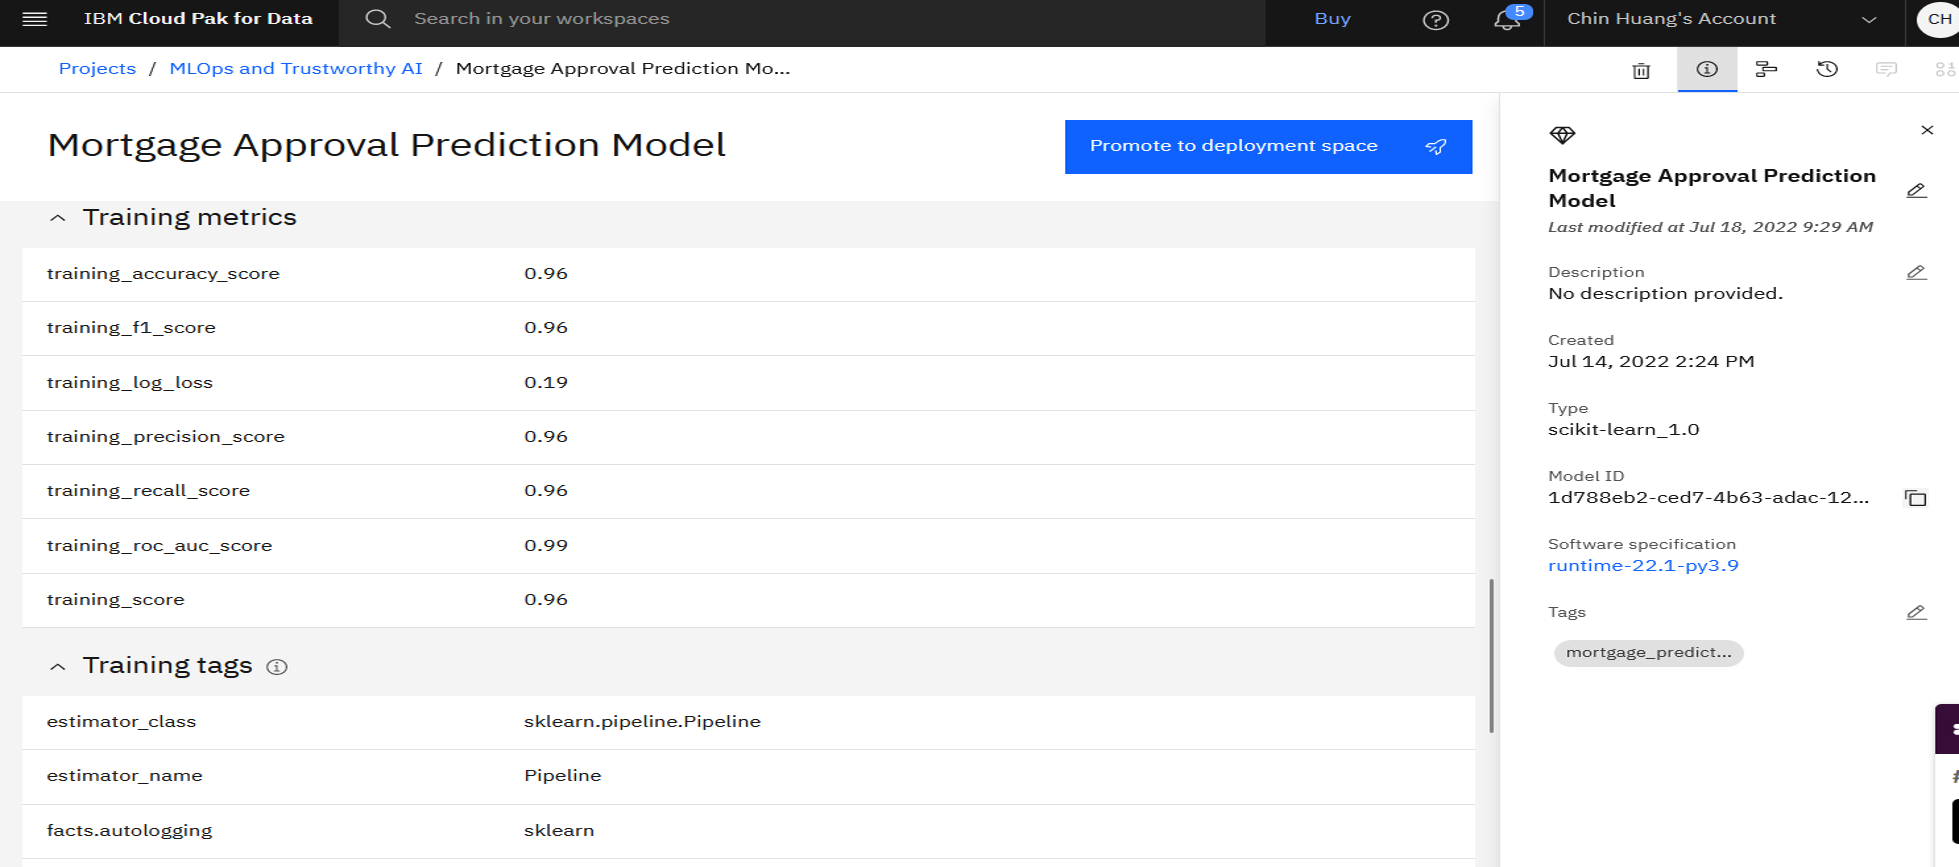 IBM Cloud Pak for Data
Search in your workspaces
Buy
5
Chin Huang's Account
CH
Projects / MLOps and Trustworthy AI / Mortgage Approval Prediction Mo...
Mortgage Approval Prediction Model
Promote to deployment space
Training metrics
training_accuracy_score 0.96
training_f1_score 0.96
training_log_loss 0.19
training_precision_score 0.96
training_recall_score 0.96
training_roc_auc_score 0.99
training_score 0.96
Training tags
estimator_class sklearn.pipeline.Pipeline
estimator_name Pipeline
facts.autologging sklearn
Mortgage Approval Prediction
Model
Last modified at Jul 18, 2022 9:29 AM
Description
No description provided.
Created
Jul 14, 2022 2:24 PM
Type
scikit-learn_1.0
Model ID
1d788eb2-ced7-4b63-adac-12...
Software specification
runtime-22.1-py3.9
Tags
mortgage_predict...